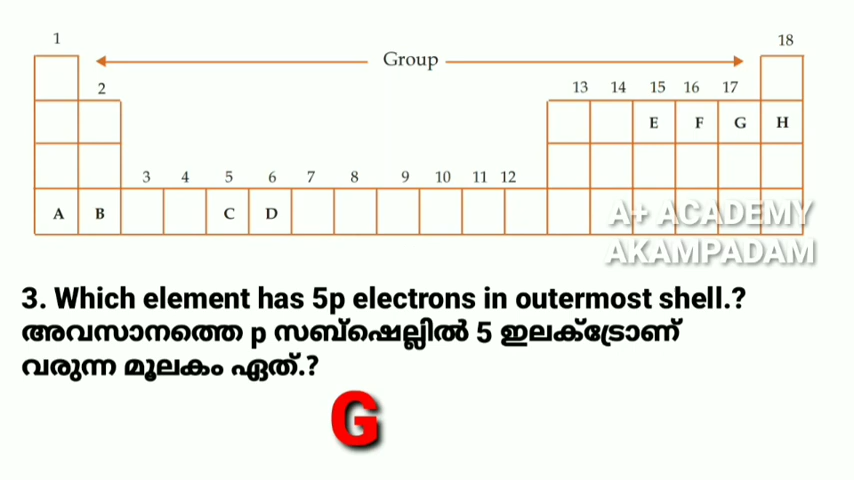 1
18
Group
2
13 14 15 16 17
E F G H
3 4 5 6 7 8 9 10 11 12
A B C D
A+ ACADEMY
AKAMPADAM
3. Which element has 5p electrons in outermost shell.?
അവസാനത്തെ p സബ്ഷെല്ലിൽ 5 ഇലക്ട്രോണ്
വരുന്ന മൂലകം ഏത്.?
G